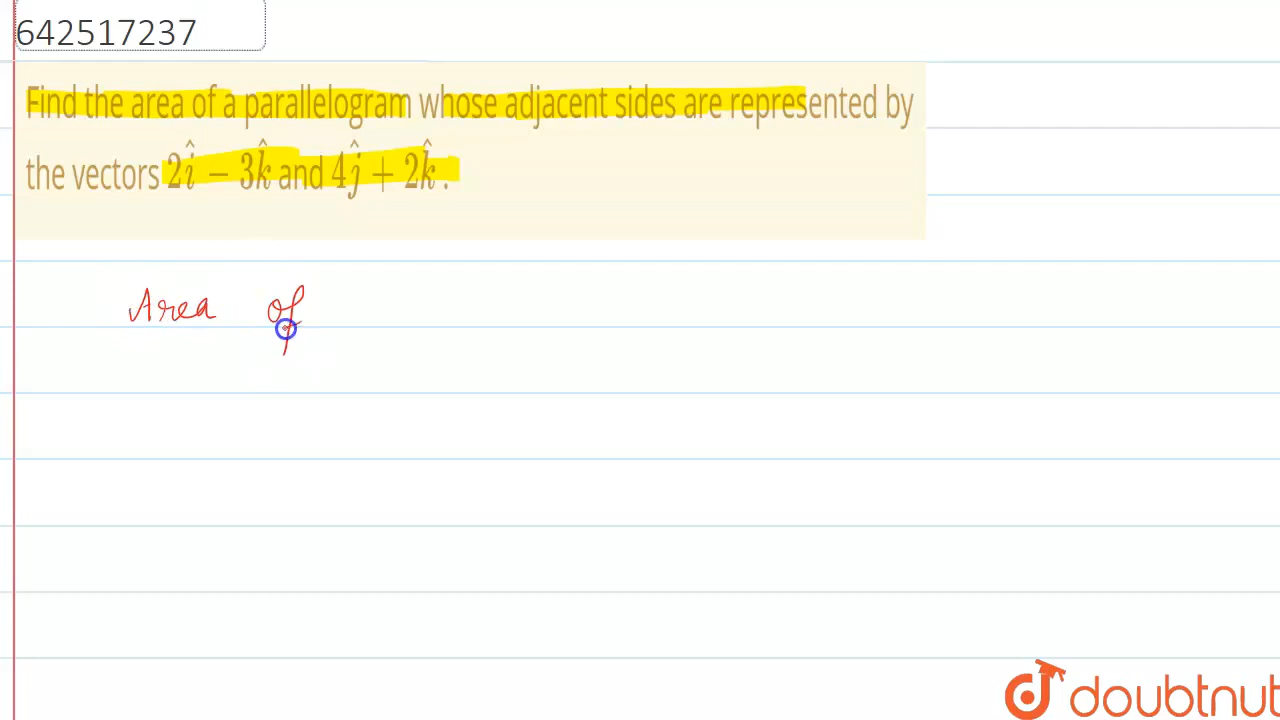 642517237
Find the area of a parallelogram whose adjacent sides are represented by
the vectors 2î − 3k̂ and 4ĵ + 2k̂ .
Area of
doubtnut